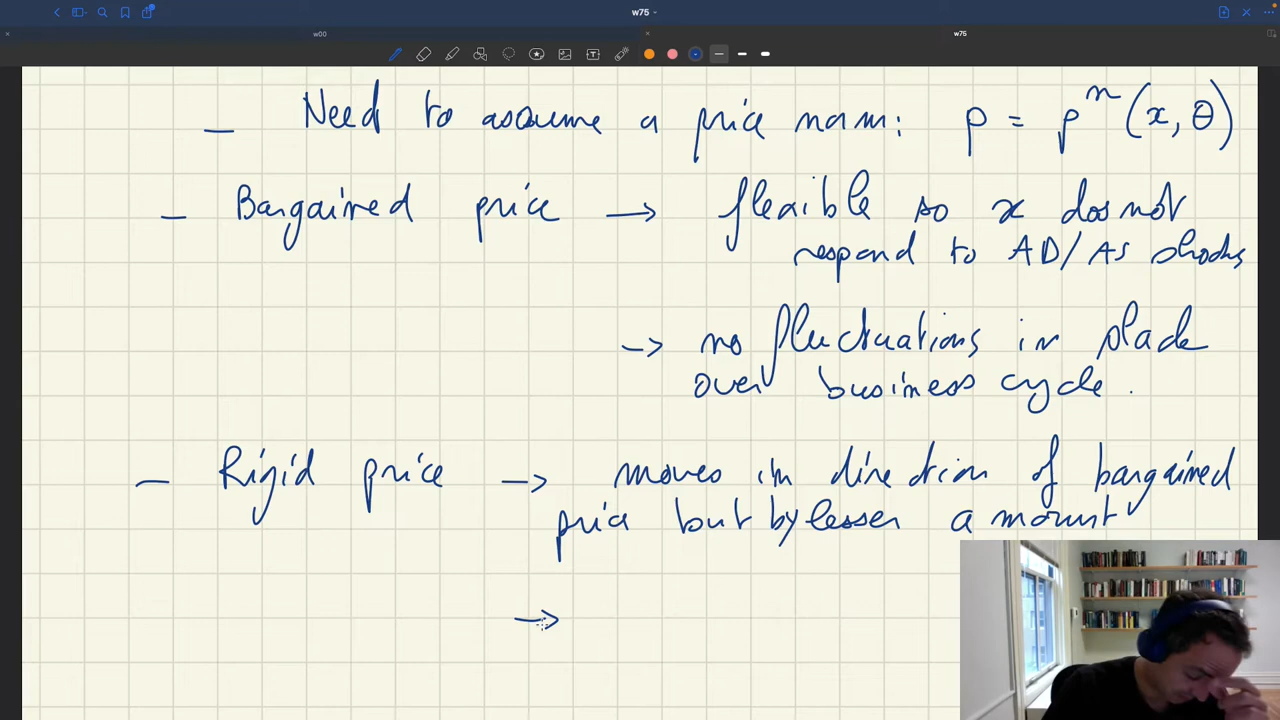 w75
w00
w75
- Need to assume a price norm: p = pⁿ(x, θ)
- Bargained price → flexible so x does not
respond to AD/AS shocks
→ no fluctuations in slack
over business cycle.
- Rigid price → moves in direction of bargained
price but by lesser amount
→